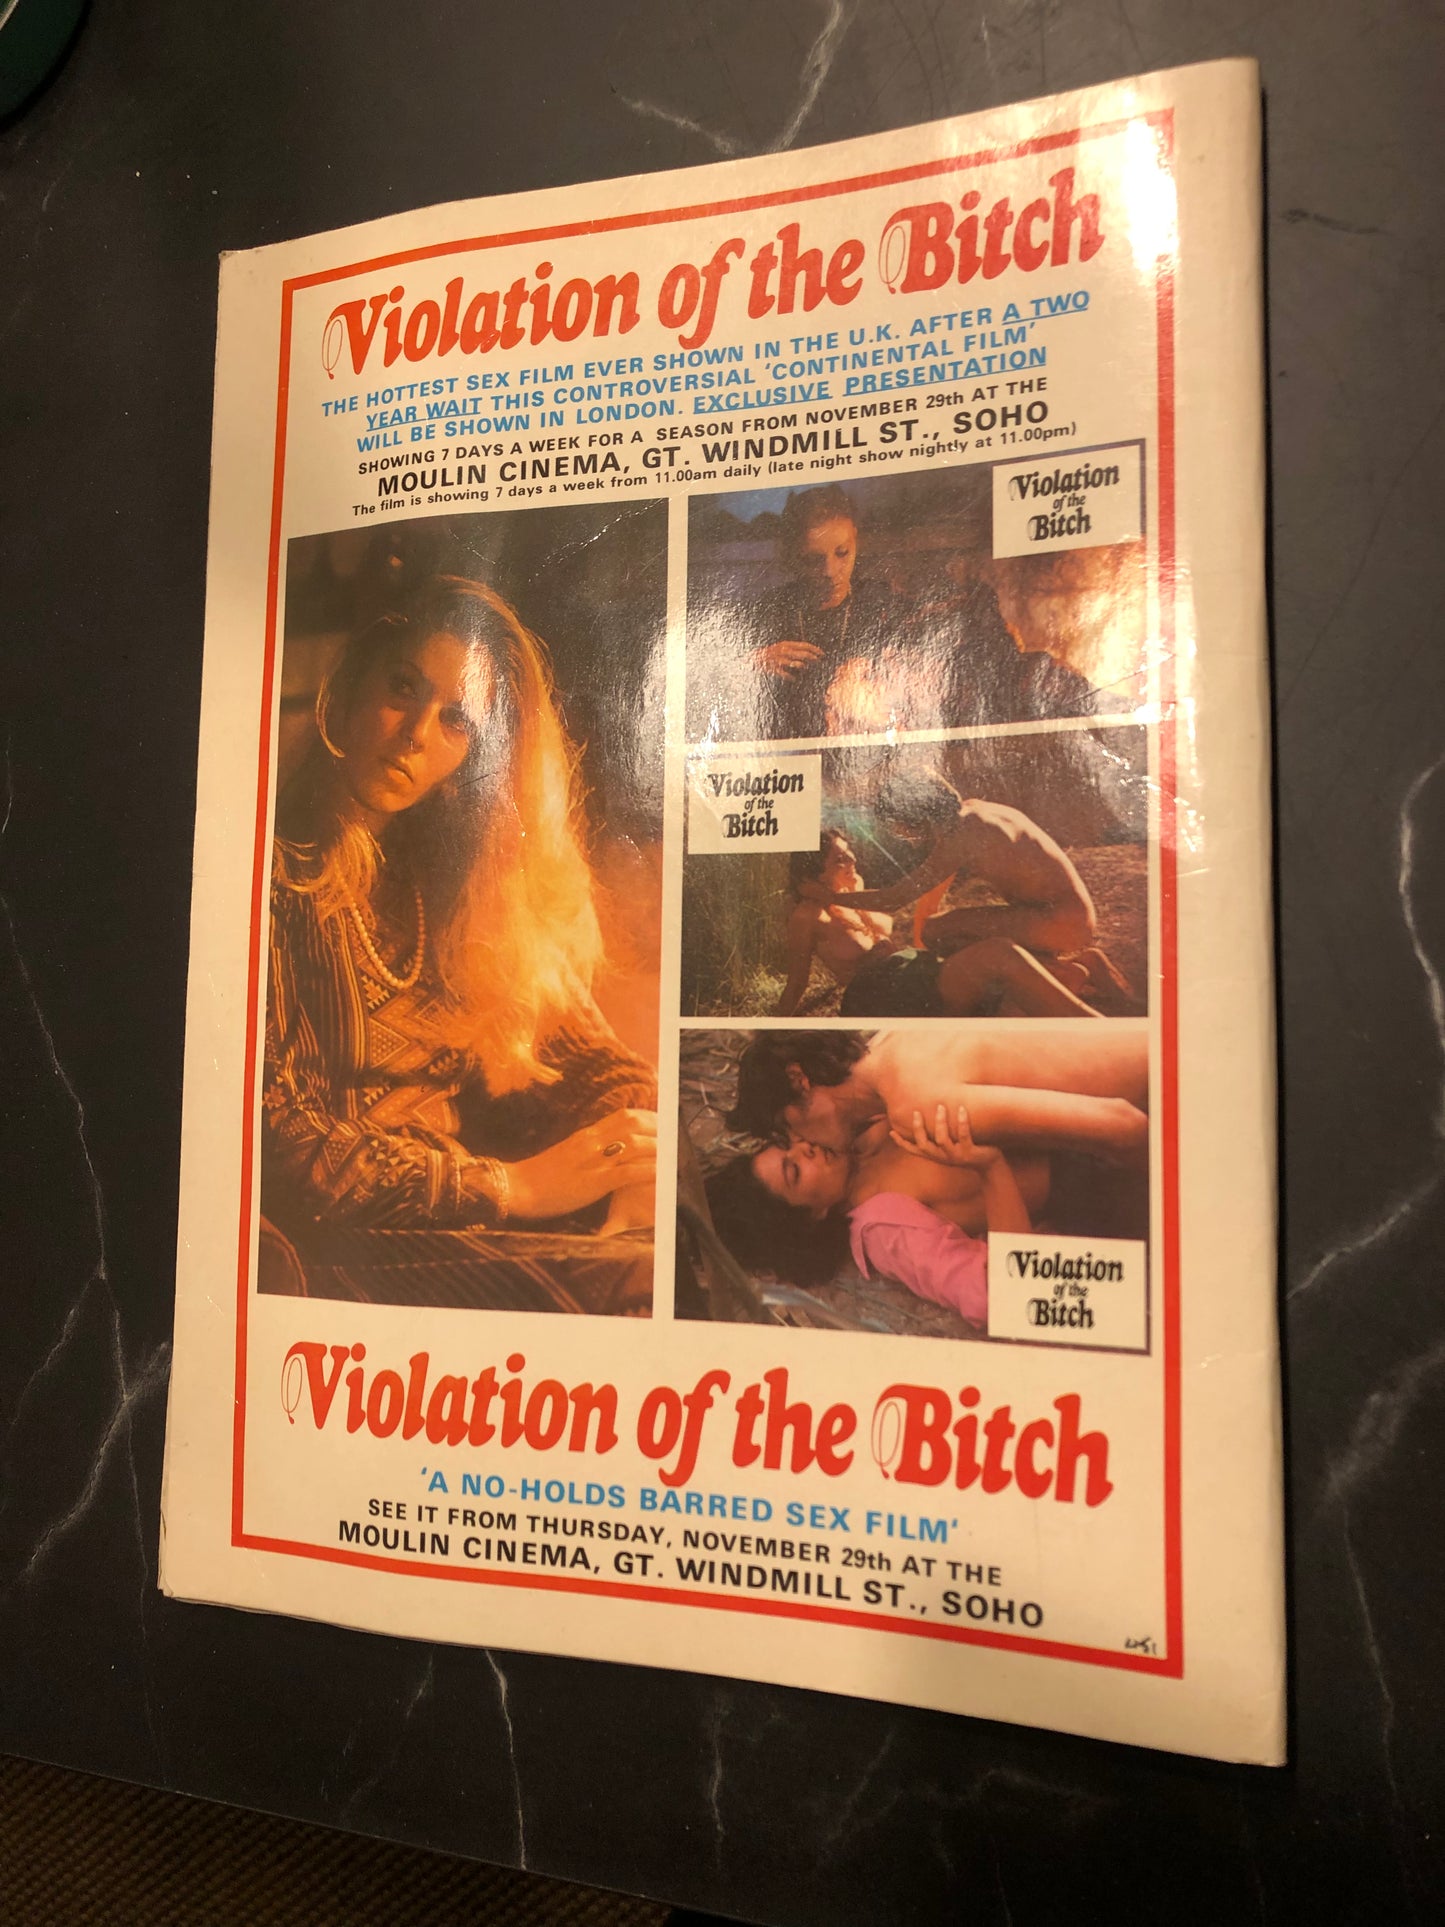 Violation of the Bitch
THE HOTTEST SEX FILM EVER SHOWN IN THE U.K. AFTER A TWO
YEAR WAIT THIS CONTROVERSIAL 'CONTINENTAL FILM'
WILL BE SHOWN IN LONDON. EXCLUSIVE PRESENTATION
SHOWING 7 DAYS A WEEK FOR A SEASON FROM NOVEMBER 29th AT THE
MOULIN CINEMA, GT. WINDMILL ST., SOHO
The film is showing 7 days a week from 11.00am daily (late night show nightly at 11.00pm)
Violation
of the
Bitch
Violation
of the
Bitch
Violation
of the
Bitch
Violation of the Bitch
'A NO-HOLDS BARRED SEX FILM'
SEE IT FROM THURSDAY, NOVEMBER 29th AT THE
MOULIN CINEMA, GT. WINDMILL ST., SOHO